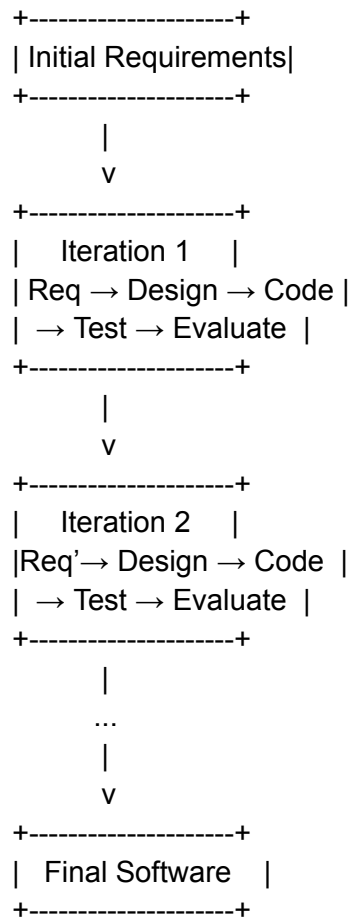 +---------------------+
| Initial Requirements|
+---------------------+
|
v
+---------------------+
| Iteration 1 |
| Req → Design → Code |
| → Test → Evaluate |
+---------------------+
|
v
+---------------------+
| Iteration 2 |
|Req’→ Design → Code |
| → Test → Evaluate |
+---------------------+
|
...
|
v
+---------------------+
| Final Software |
+---------------------+